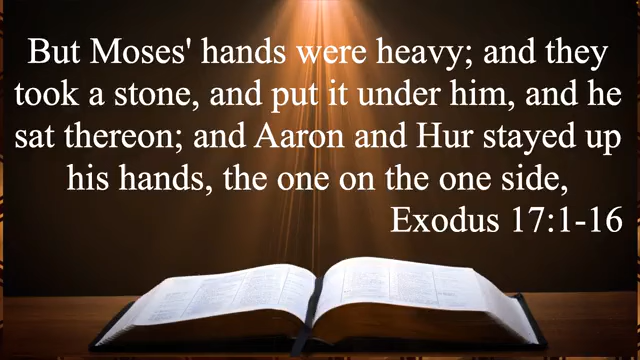 But Moses' hands were heavy; and they
took a stone, and put it under him, and he
sat thereon; and Aaron and Hur stayed up
his hands, the one on the one side,
Exodus 17:1-16